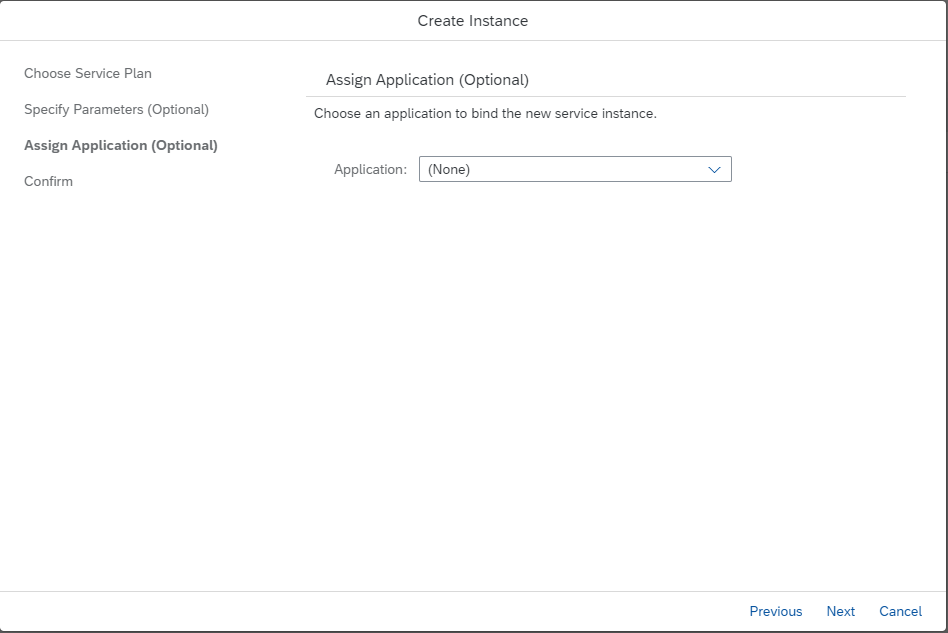 Create Instance
Choose Service Plan
Specify Parameters (Optional)
Assign Application (Optional)
Confirm
Assign Application (Optional)
Choose an application to bind the new service instance.
Application: (None)
Previous Next Cancel